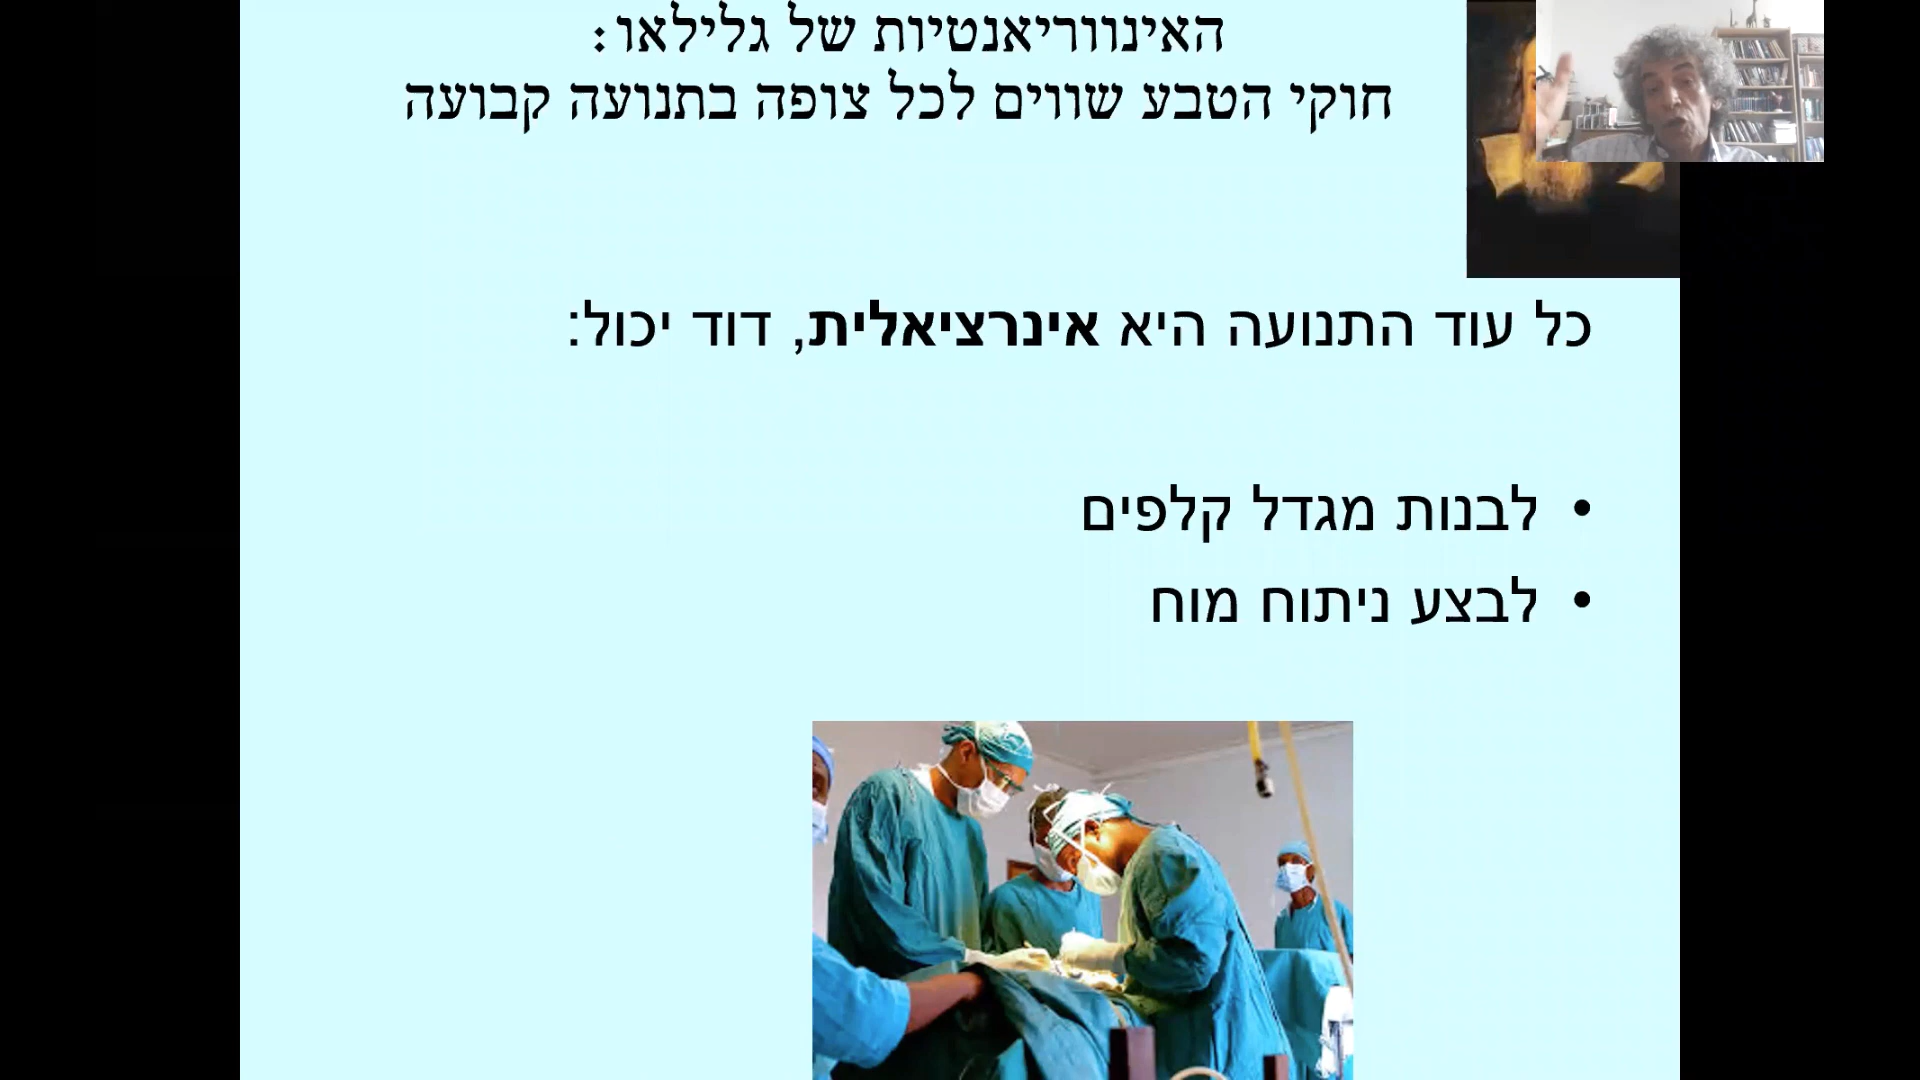 האינווריאנטיות של גלילאו:
חוקי הטבע שווים לכל צופה בתנועה קבועה
כל עוד התנועה היא אינרציאלית, דוד יכול:
• לבנות מגדל קלפים
• לבצע ניתוח מוח